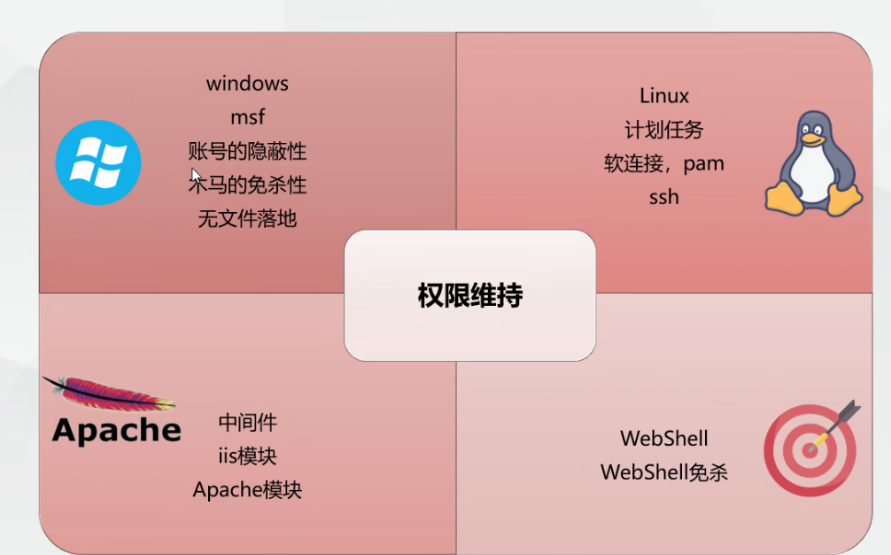 windows
msf
账号的隐蔽性
木马的免杀性
无文件落地
Linux
计划任务
软连接，pam
ssh
权限维持
Apache
中间件
iis模块
Apache模块
WebShell
WebShell免杀